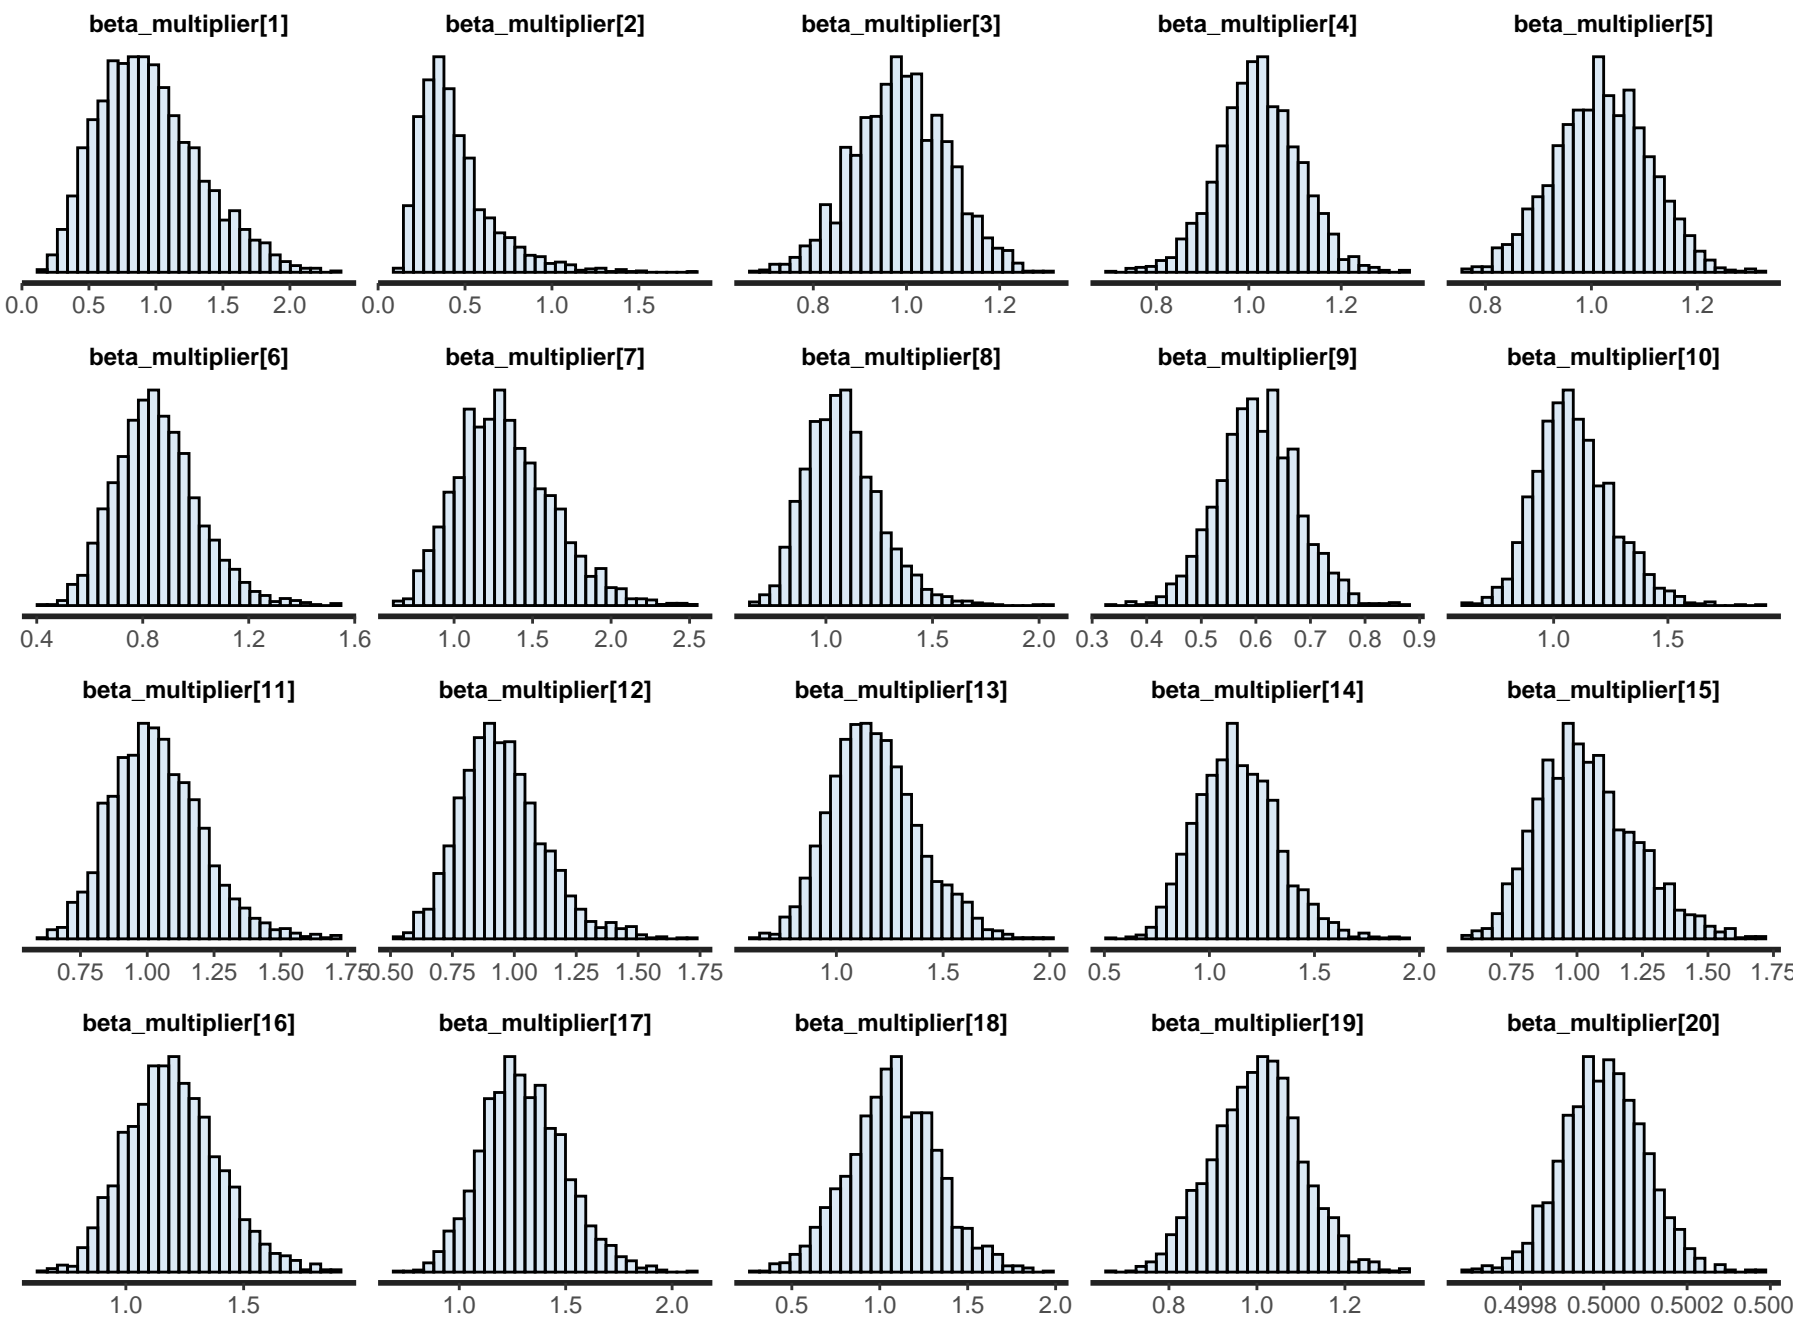 beta_multiplier[1] beta_multiplier[2] beta_multiplier[3] beta_multiplier[4] beta_multiplier[5]
0.0 0.5 1.0 1.5 2.0 0.0 0.5 1.0 1.5 0.8 1.0 1.2 0.8 1.0 1.2 0.8 1.0 1.2
beta_multiplier[6] beta_multiplier[7] beta_multiplier[8] beta_multiplier[9] beta_multiplier[10]
0.4 0.8 1.2 1.6 1.0 1.5 2.0 2.5 1.0 1.5 2.0 0.3 0.4 0.5 0.6 0.7 0.8 0.9 1.0 1.5
beta_multiplier[11] beta_multiplier[12] beta_multiplier[13] beta_multiplier[14] beta_multiplier[15]
0.75 1.00 1.25 1.50 1.75 0.50 0.75 1.00 1.25 1.50 1.75 1.0 1.5 2.0 0.5 1.0 1.5 2.0 0.75 1.00 1.25 1.50 1.75
beta_multiplier[16] beta_multiplier[17] beta_multiplier[18] beta_multiplier[19] beta_multiplier[20]
1.0 1.5 1.0 1.5 2.0 0.5 1.0 1.5 2.0 0.8 1.0 1.2 0.4998 0.5000 0.5002 0.500